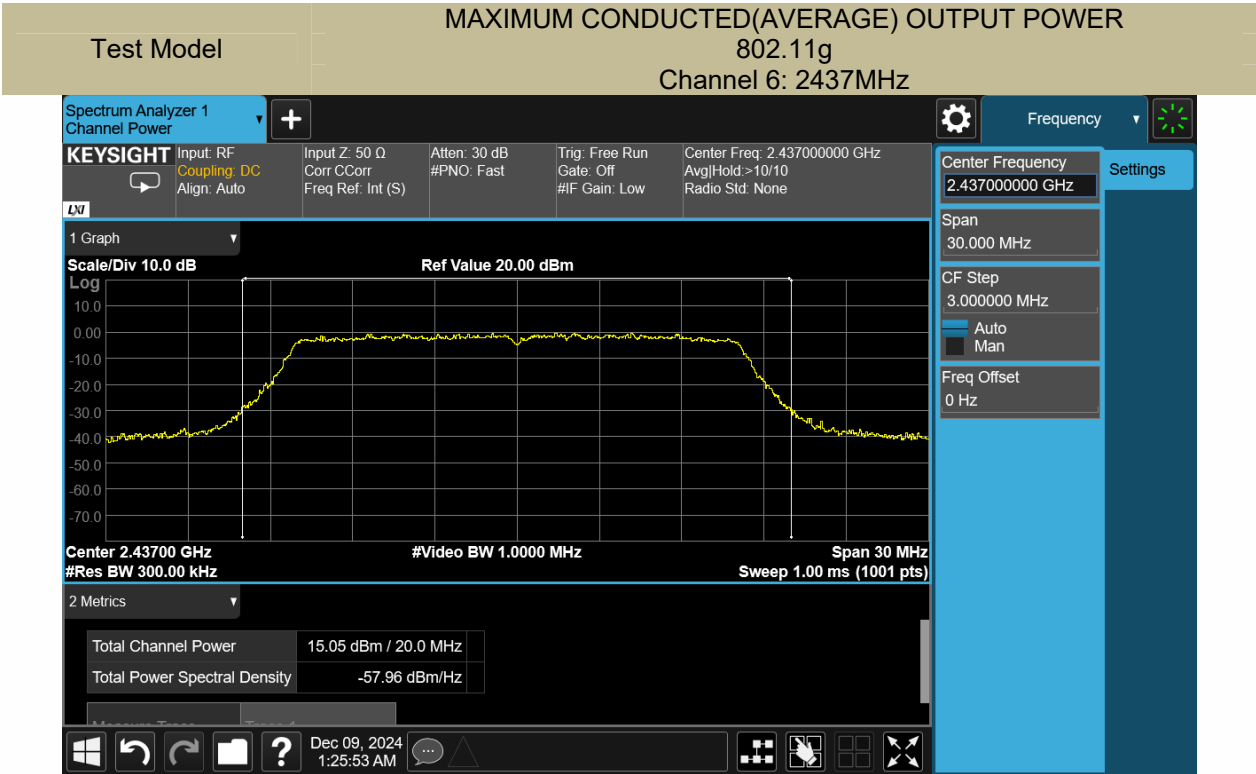 Test Model
MAXIMUM CONDUCTED(AVERAGE) OUTPUT POWER
802.11g
Channel 6: 2437MHz
Spectrum Analyzer 1
Channel Power
+
Frequency
KEYSIGHT
LXI
Input: RF
Coupling: DC
Align: Auto
Input Z: 50 Ω
Corr CCorr
Freq Ref: Int (S)
Atten: 30 dB
#PNO: Fast
Trig: Free Run
Gate: Off
#IF Gain: Low
Center Freq: 2.437000000 GHz
Avg|Hold:>10/10
Radio Std: None
Center Frequency
2.437000000 GHz
Settings
Span
30.000 MHz
CF Step
3.000000 MHz
Auto
Man
Freq Offset
0 Hz
1 Graph
Scale/Div 10.0 dB
Ref Value 20.00 dBm
Log
10.0
0.00
-10.0
-20.0
-30.0
-40.0
-50.0
-60.0
-70.0
Center 2.43700 GHz
#Video BW 1.0000 MHz
Span 30 MHz
#Res BW 300.00 kHz
Sweep 1.00 ms (1001 pts)
2 Metrics
Total Channel Power 15.05 dBm / 20.0 MHz
Total Power Spectral Density -57.96 dBm/Hz
?
Dec 09, 2024
1:25:53 AM